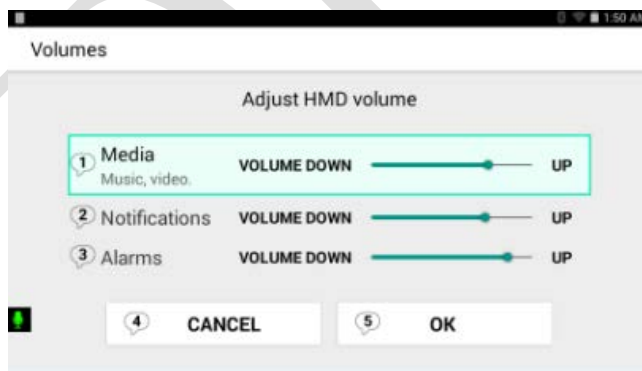 1:50 AM
Volumes
Adjust HMD volume
1 Media VOLUME DOWN UP
Music, video.
2 Notifications VOLUME DOWN UP
3 Alarms VOLUME DOWN UP
4 CANCEL 5 OK